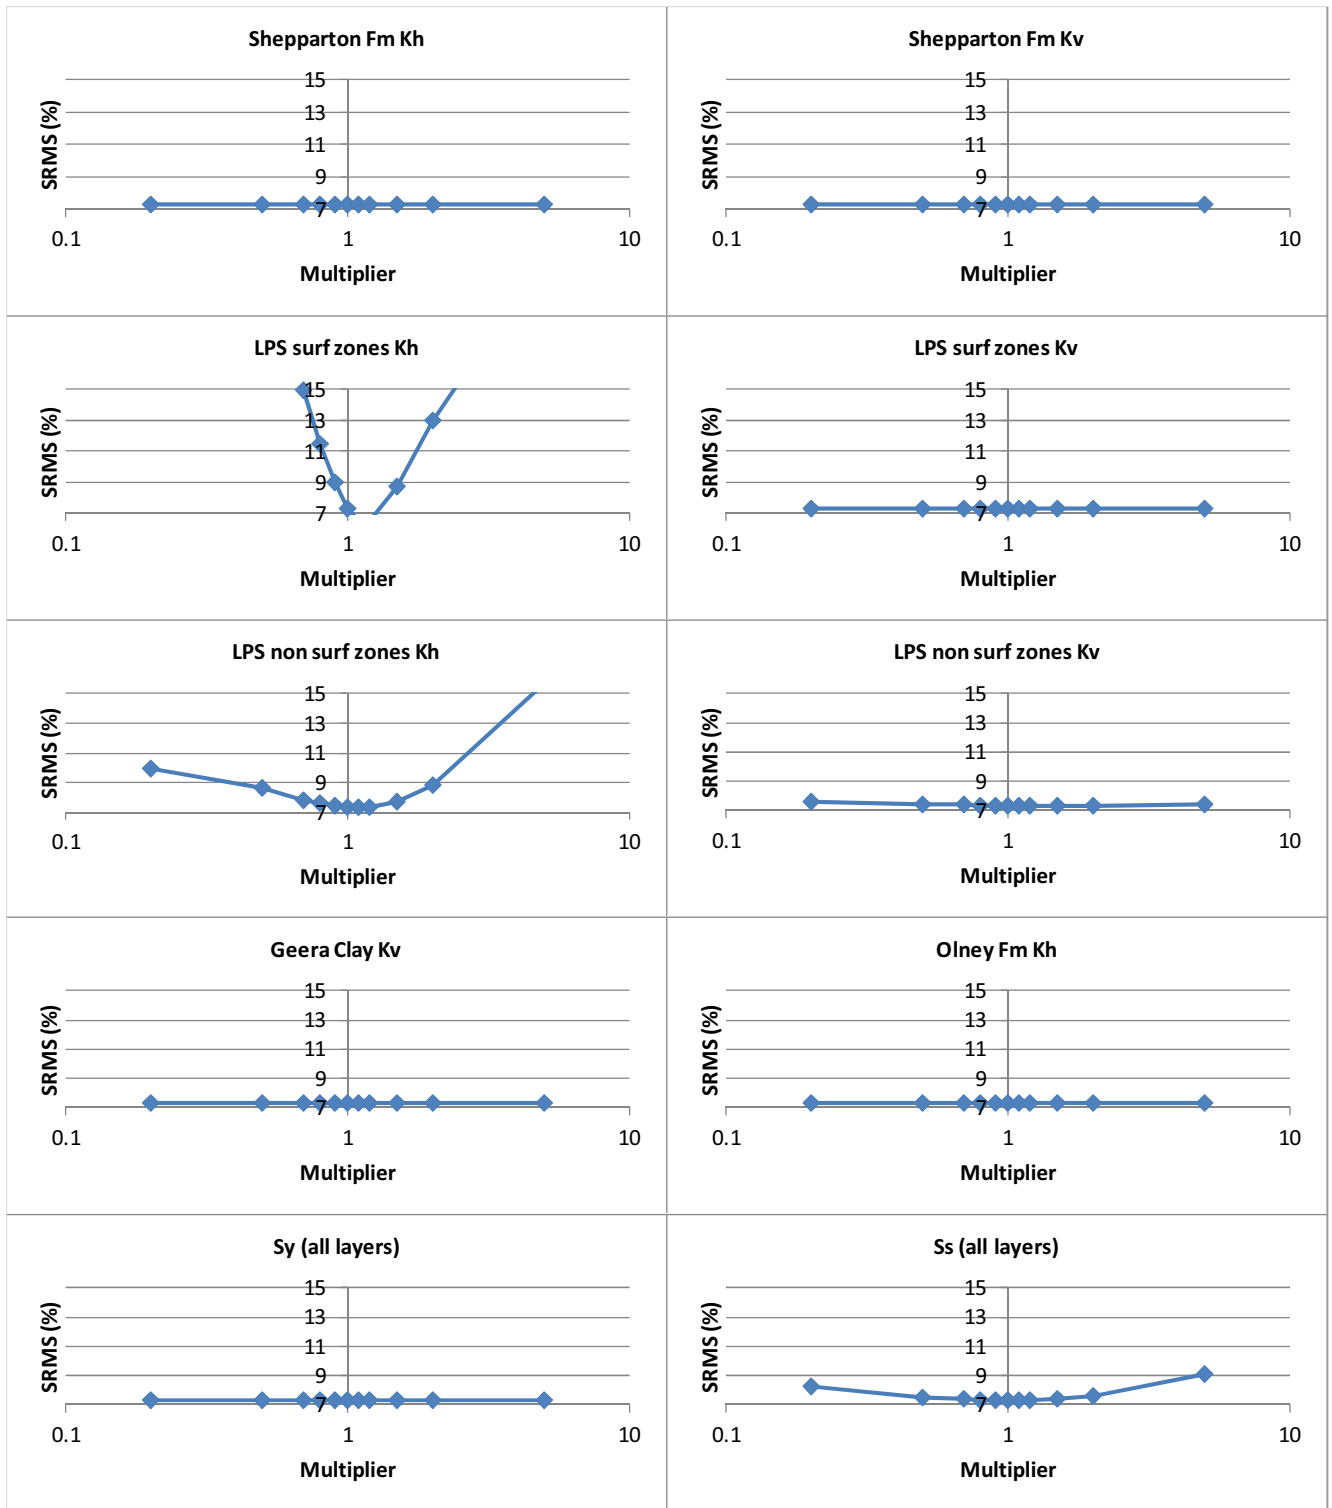 Shepparton Fm Kh
15
13
11
9
7
0.1 1 10
SRMS (%)
Multiplier
Shepparton Fm Kv
15
13
11
9
7
0.1 1 10
SRMS (%)
Multiplier
LPS surf zones Kh
15
13
11
9
7
0.1 1 10
SRMS (%)
Multiplier
LPS surf zones Kv
15
13
11
9
7
0.1 1 10
SRMS (%)
Multiplier
LPS non surf zones Kh
15
13
11
9
7
0.1 1 10
SRMS (%)
Multiplier
LPS non surf zones Kv
15
13
11
9
7
0.1 1 10
SRMS (%)
Multiplier
Geera Clay Kv
15
13
11
9
7
0.1 1 10
SRMS (%)
Multiplier
Olney Fm Kh
15
13
11
9
7
0.1 1 10
SRMS (%)
Multiplier
Sy (all layers)
15
13
11
9
7
0.1 1 10
SRMS (%)
Multiplier
Ss (all layers)
15
13
11
9
7
0.1 1 10
SRMS (%)
Multiplier